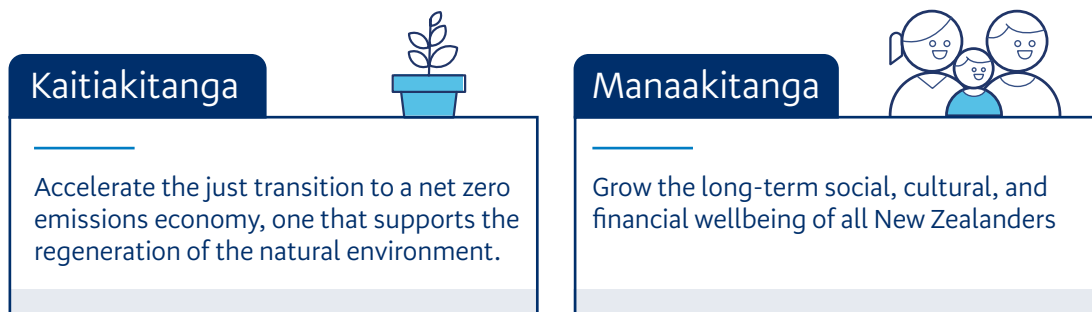 Kaitiakitanga
Accelerate the just transition to a net zero
emissions economy, one that supports the
regeneration of the natural environment.
Manaakitanga
Grow the long-term social, cultural, and
financial wellbeing of all New Zealanders